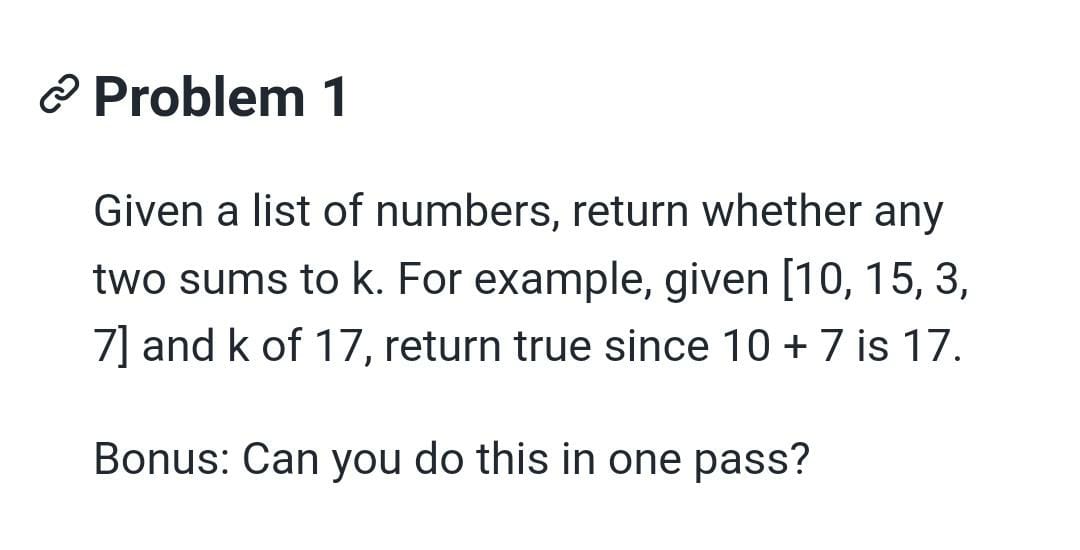 Problem 1
Given a list of numbers, return whether any
two sums to k. For example, given [10, 15, 3,
7] and k of 17, return true since 10 + 7 is 17.
Bonus: Can you do this in one pass?